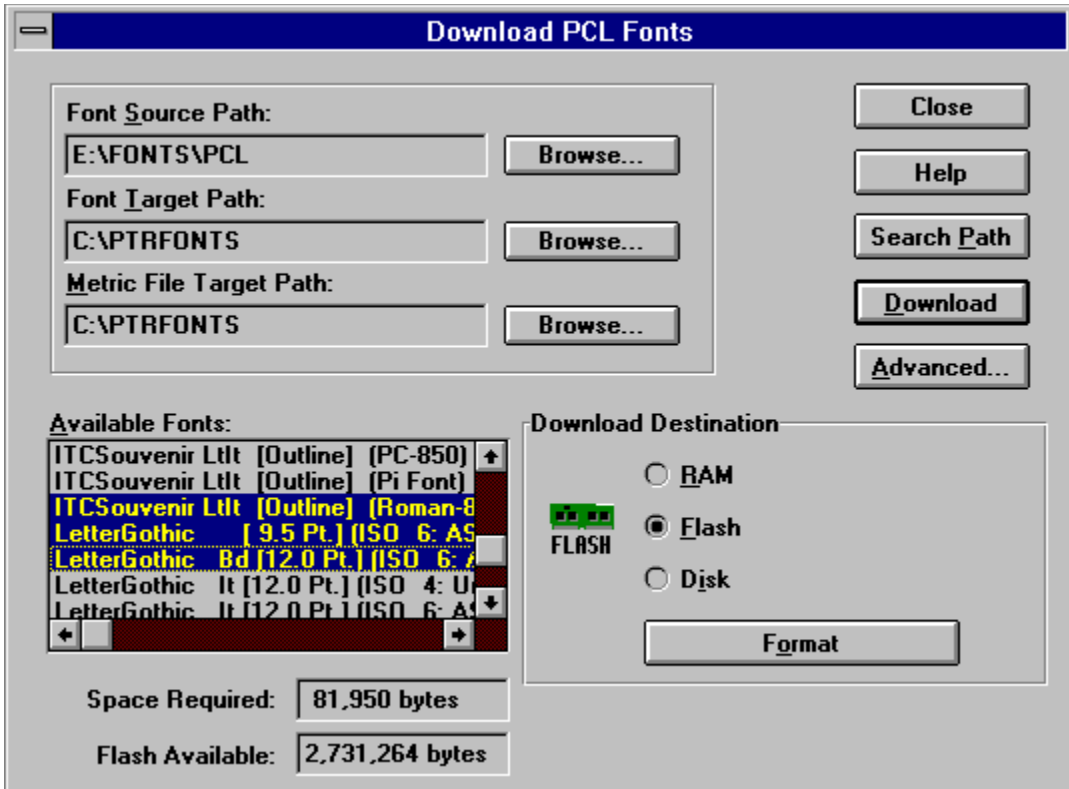 Download PCL Fonts
Font Source Path:
E:\FONTS\PCL
Browse...
Font Target Path:
C:\PTRFONTS
Browse...
Metric File Target Path:
C:\PTRFONTS
Browse...
Close
Help
Search Path
Download
Advanced...
Available Fonts:
ITCSouvenir LtIt [Outline] (PC-850)
ITCSouvenir LtIt [Outline] (Pi Font)
ITCSouvenir LtIt [Outline] (Roman-8
LetterGothic [ 9.5 Pt.] (ISO 6: AS
LetterGothic Bd [12.0 Pt.] (ISO 6: A
LetterGothic It [12.0 Pt.] (ISO 4: U
LetterGothic It [12.0 Pt.] (ISO 6: AS
Space Required: 81,950 bytes
Flash Available: 2,731,264 bytes
Download Destination
FLASH
RAM
Flash
Disk
Format